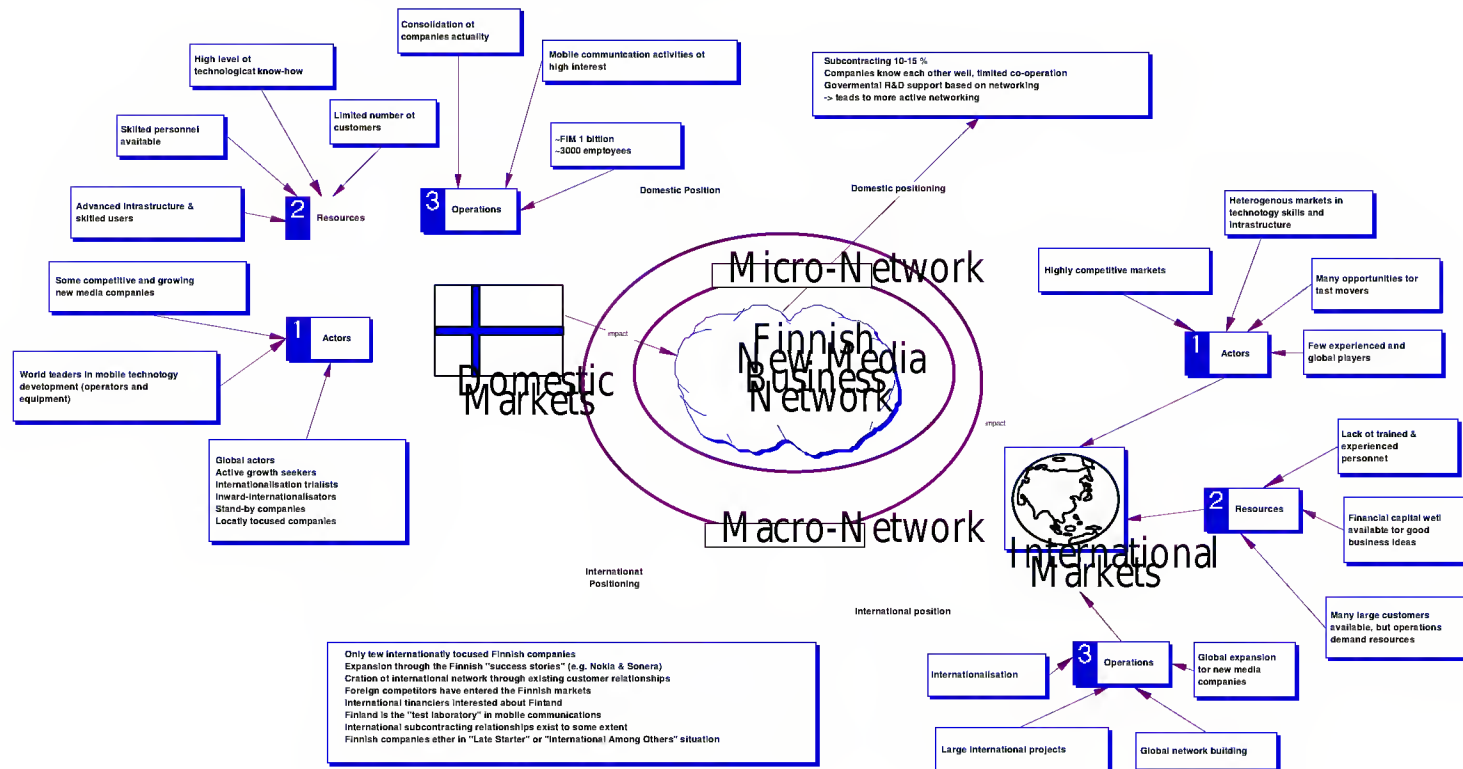 Consolidation of
companies actuality
High level of
technological know-how
Mobile communication activities of
high interest
Subcontracting 10-15 %
Companies know each other well, limited co-operation
Govermental R&D support based on networking
-> leads to more active networking
Skilled personnel
available
Limited number of
customers
~FIM 1 billion
~3000 employees
Advanced infrastructure &
skilled users
2
Resources
3
Operations
Domestic Position
Domestic positioning
Heterogenous markets in
technology skills and
infrastructure
Highly competitive markets
Many opportunities for
fast movers
Few experienced and
global players
1
Actors
Some competitive and growing
new media companies
1
Actors
World leaders in mobile technology
development (operators and
equipment)
Global actors
Active growth seekers
Internationalisation trialists
Inward-internationalisators
Stand-by companies
Locally focused companies
impact
Domestic
Markets
Micro-Network
Finnish
New Media
Business
Network
Macro-Network
impact
International
Markets
Lack of trained &
experienced
personnel
2
Resources
Financial capital well
available for good
business ideas
Many large customers
available, but operations
demand resources
International
Positioning
International position
3
Operations
Internationalisation
Global expansion
for new media
companies
Large international projects
Global network building
Only few internationally focused Finnish companies
Expansion through the Finnish "success stories" (e.g. Nokia & Sonera)
Cration of international network through existing customer relationships
Foreign competitors have entered the Finnish markets
International financiers interested about Finland
Finland is the "test laboratory" in mobile communications
International subcontracting relationships exist to some extent
Finnish companies ether in "Late Starter" or "International Among Others" situation